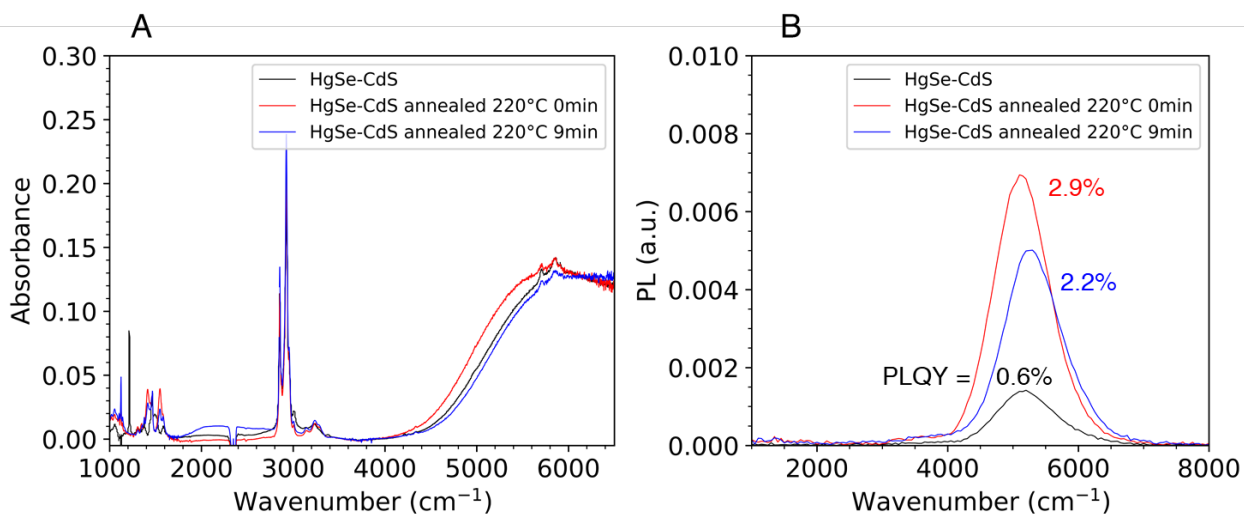 A
B
0.30
0.25
0.20
0.15
0.10
0.05
0.00
Absorbance
HgSe-CdS
HgSe-CdS annealed 220°C 0min
HgSe-CdS annealed 220°C 9min
1000 2000 3000 4000 5000 6000
Wavenumber (cm⁻¹)
0.010
0.008
0.006
0.004
0.002
0.000
PL (a.u.)
HgSe-CdS
HgSe-CdS annealed 220°C 0min
HgSe-CdS annealed 220°C 9min
2.9%
2.2%
PLQY = 0.6%
2000 4000 6000 8000
Wavenumber (cm⁻¹)